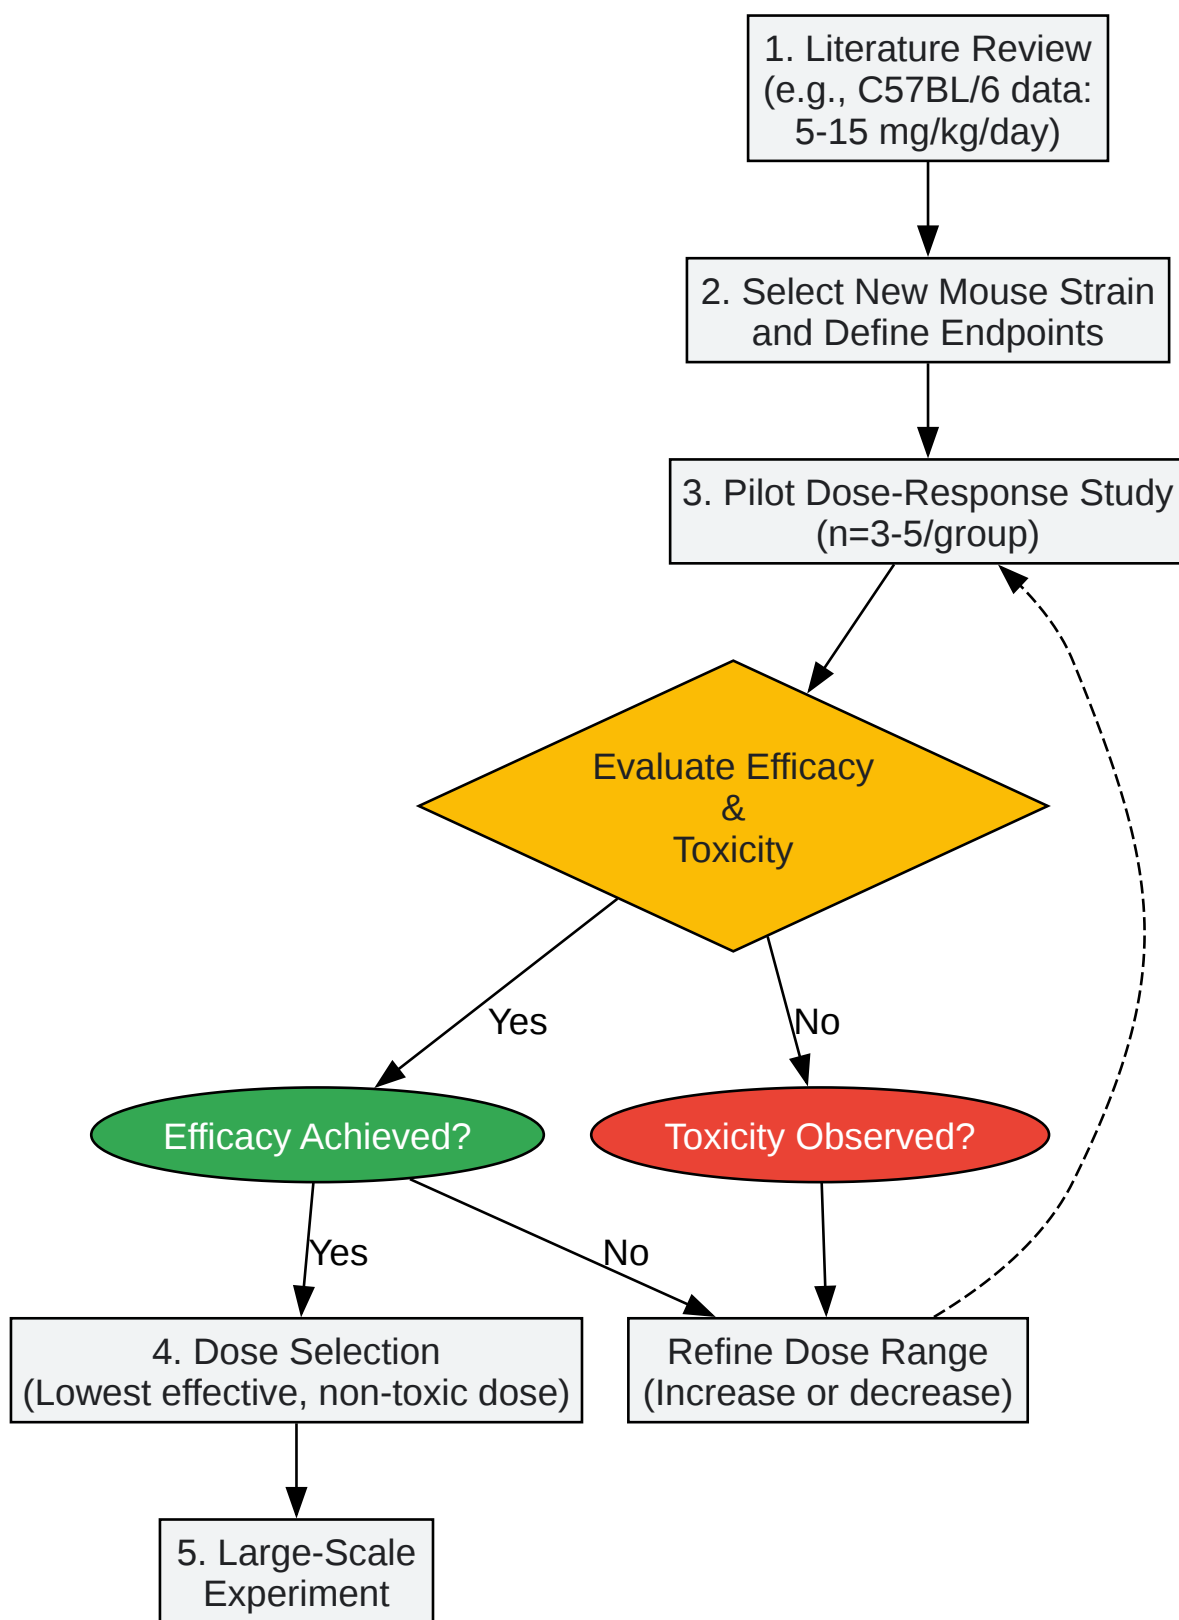 1. Literature Review
(e.g., C57BL/6 data:
5-15 mg/kg/day)
2. Select New Mouse Strain
and Define Endpoints
3. Pilot Dose-Response Study
(n=3-5/group)
Evaluate Efficacy
&
Toxicity
Yes
No
Efficacy Achieved?
Toxicity Observed?
Yes
No
4. Dose Selection
(Lowest effective, non-toxic dose)
Refine Dose Range
(Increase or decrease)
5. Large-Scale
Experiment